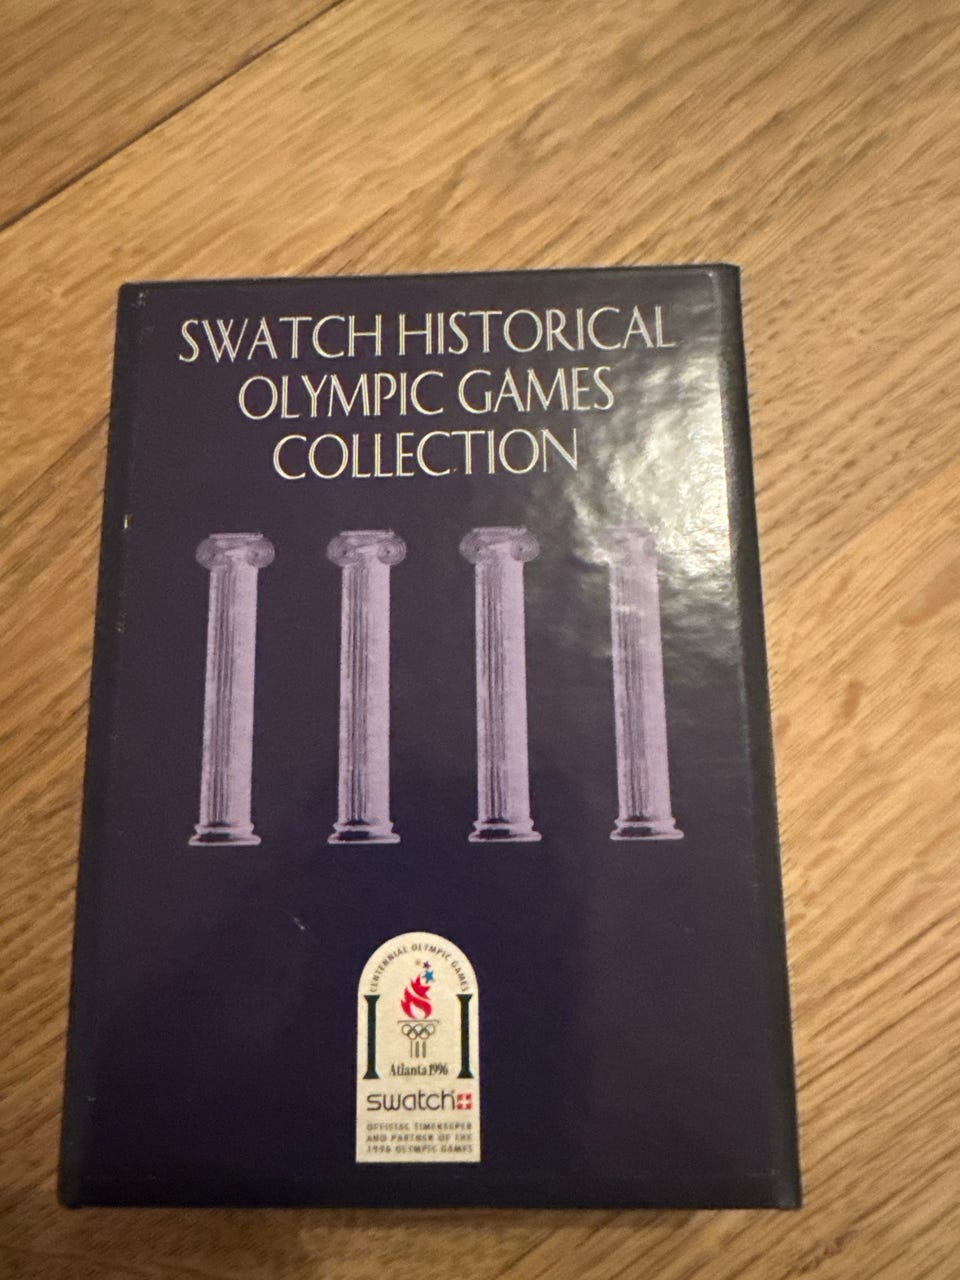 SWATCH HISTORICAL
OLYMPIC GAMES
COLLECTION
CENTENNIAL OLYMPIC GAMES
Atlanta 1996
swatch
OFFICIAL TIMEKEEPER
AND PARTNER OF THE
1996 OLYMPIC GAMES